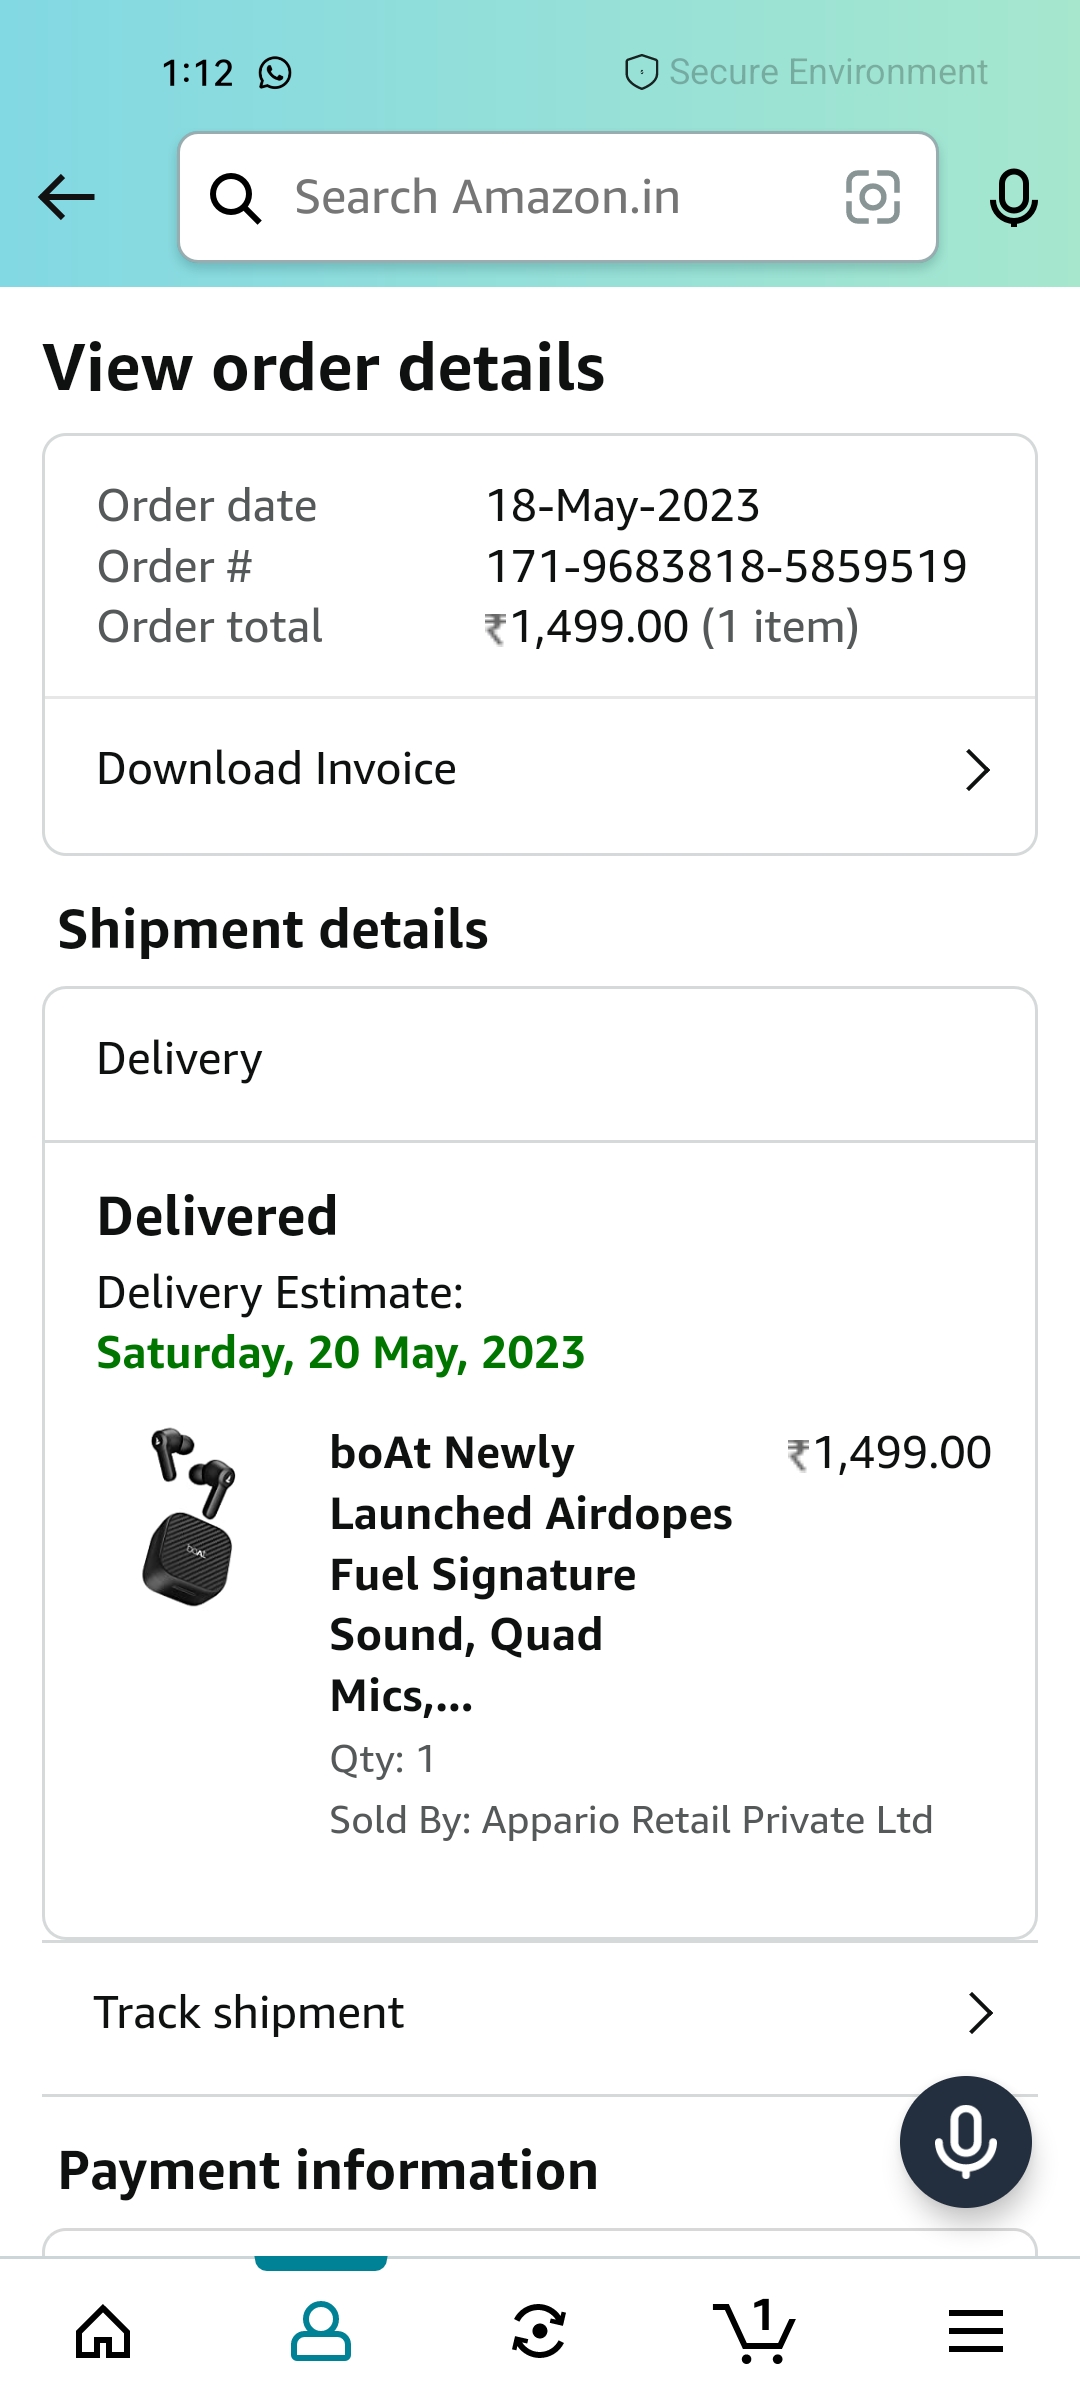 1:12
Secure Environment
Search Amazon.in
View order details
Order date 18-May-2023
Order # 171-9683818-5859519
Order total ₹1,499.00 (1 item)
Download Invoice
Shipment details
Delivery
Delivered
Delivery Estimate:
Saturday, 20 May, 2023
boAt Newly ₹1,499.00
Launched Airdopes
Fuel Signature
Sound, Quad
Mics,...
Qty: 1
Sold By: Appario Retail Private Ltd
boAt
Track shipment
Payment information
1